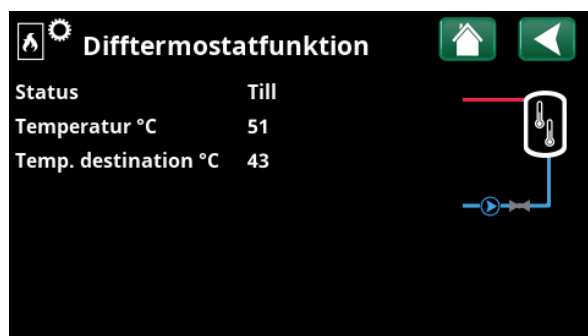 Difftermostatfunktion
Status Till
Temperatur °C 51
Temp. destination °C 43